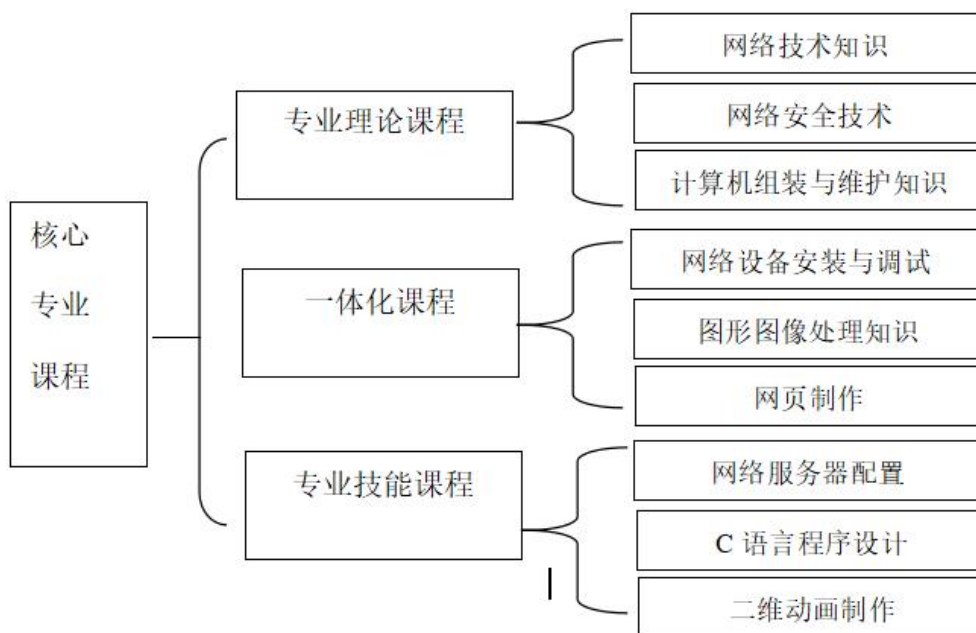 核心
专业
课程
专业理论课程
网络技术知识
网络安全技术
计算机组装与维护知识
一体化课程
网络设备安装与调试
图形图像处理知识
网页制作
专业技能课程
网络服务器配置
C 语言程序设计
二维动画制作